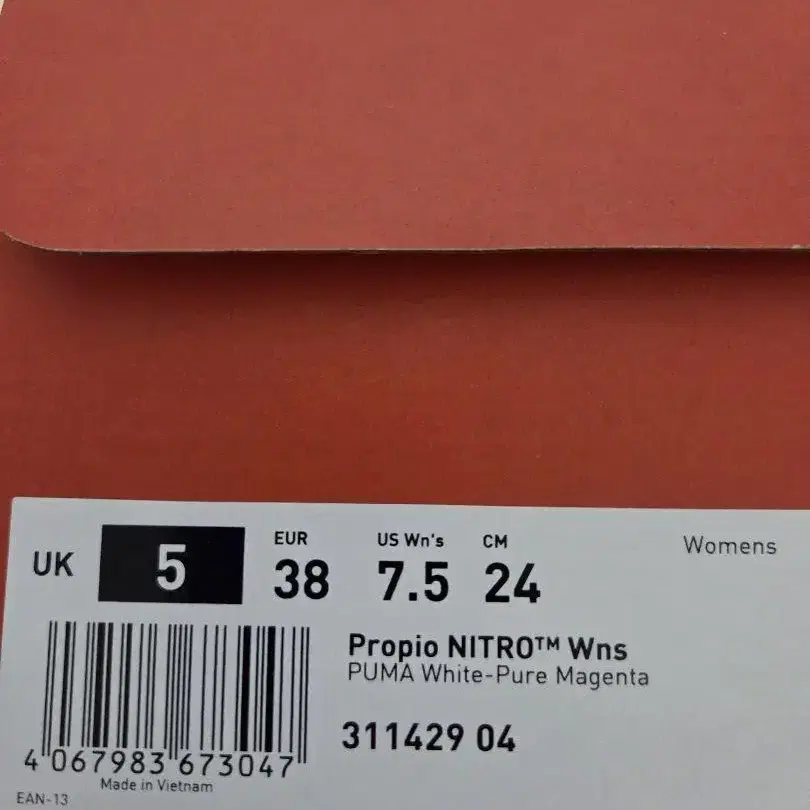 UK 5 EUR 38 US Wn's 7.5 CM 24 Womens
Propio NITRO™ Wns
PUMA White-Pure Magenta
311429 04
4 067983 673047
Made in Vietnam
EAN-13